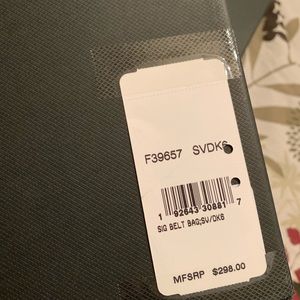 F39657 SVDK6
1 92643 30881 7
SIG BELT BAG;SV/DK6
MFSRP $298.00